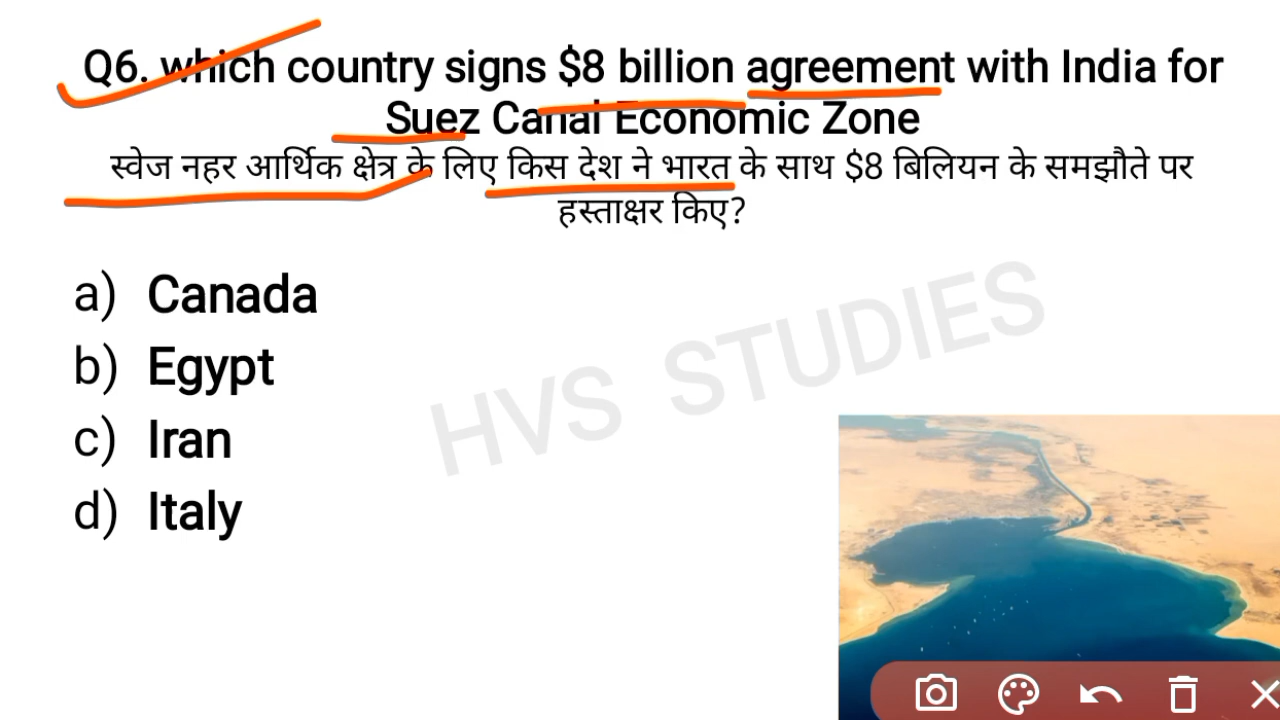 Q6. which country signs $8 billion agreement with India for
Suez Canal Economic Zone
स्वेज नहर आर्थिक क्षेत्र के लिए किस देश ने भारत के साथ $8 बिलियन के समझौते पर
हस्ताक्षर किए?
a) Canada
b) Egypt
c) Iran
d) Italy
HVS STUDIES